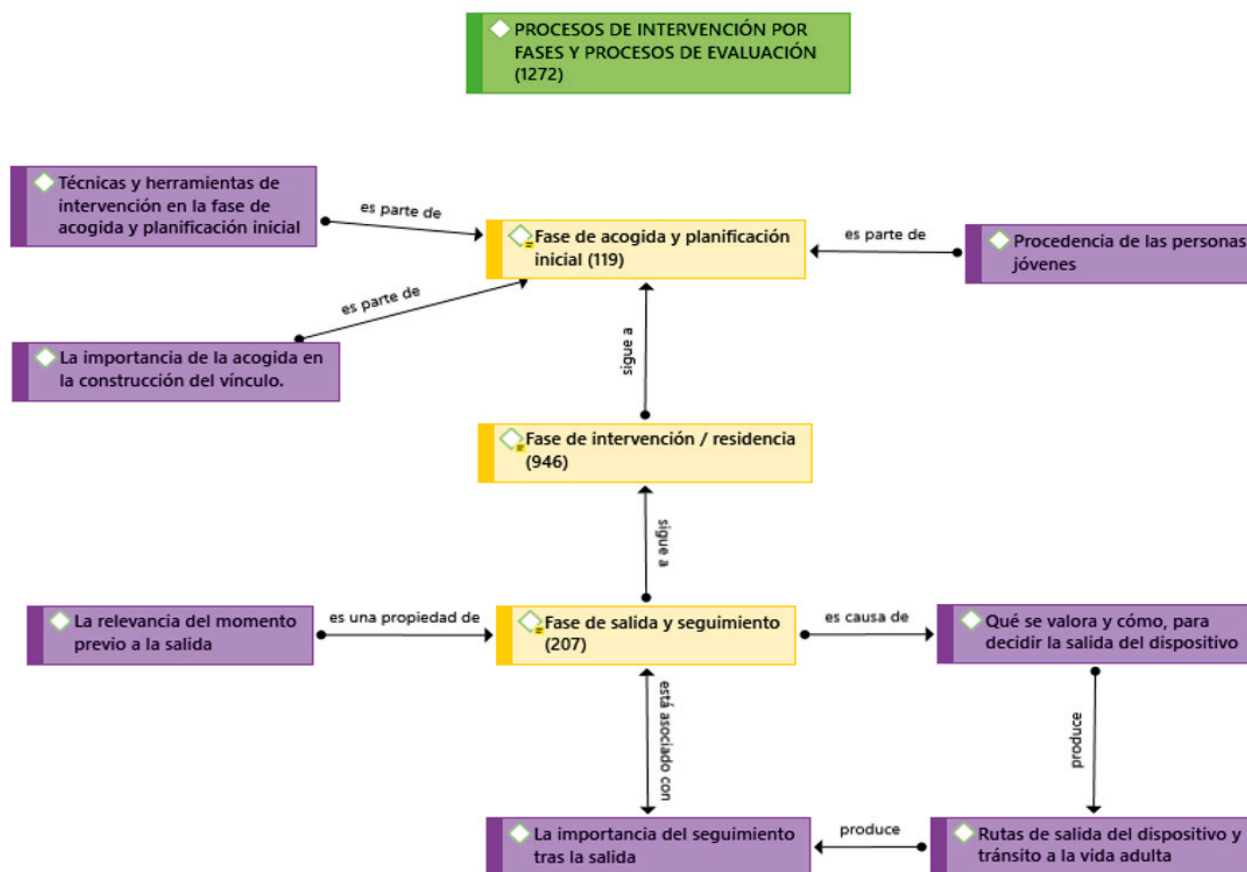 PROCESOS DE INTERVENCIÓN POR
FASES Y PROCESOS DE EVALUACIÓN
(1272)
Técnicas y herramientas de
intervención en la fase de
acogida y planificación inicial
es parte de
Fase de acogida y planificación
inicial (119)
es parte de
Procedencia de las personas
jóvenes
es parte de
La importancia de la acogida en
la construcción del vínculo.
sigue a
Fase de intervención / residencia
(946)
sigue a
La relevancia del momento
previo a la salida
es una propiedad de
Fase de salida y seguimiento
(207)
es causa de
Qué se valora y cómo, para
decidir la salida del dispositivo
está asociado con
produce
La importancia del seguimiento
tras la salida
produce
Rutas de salida del dispositivo y
tránsito a la vida adulta